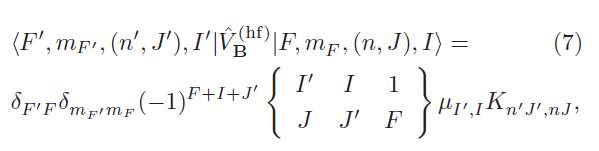 ⟨F′, m_{F′}, (n′, J′), I′|V̂_B^{(hf)}|F, m_F, (n, J), I⟩ = (7)
δ_{F′F}δ_{m_{F′}m_F}(−1)^{F+I+J′} { I′ I 1 ; J J′ F } μ_{I′,I}K_{n′J′,nJ},